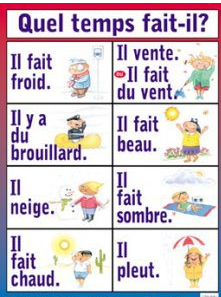 Quel temps fait-il?
Il fait
froid.
Il vente.
ou Il fait
du vent.
Il y a
du
brouillard.
Il fait
beau.
Il
neige.
Il
fait
sombre.
Il
fait
chaud.
Il
pleut.